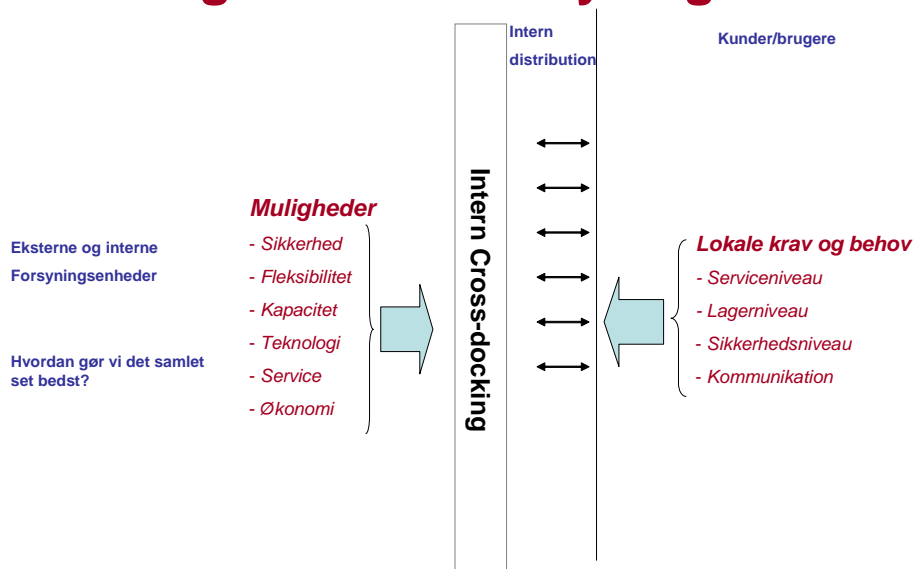 Intern
distribution
Kunder/brugere
Eksterne og interne
Forsyningsenheder
Hvordan gør vi det samlet
set bedst?
Muligheder
- Sikkerhed
- Fleksibilitet
- Kapacitet
- Teknologi
- Service
- Økonomi
Intern Cross-docking
Lokale krav og behov
- Serviceniveau
- Lagerniveau
- Sikkerhedsniveau
- Kommunikation